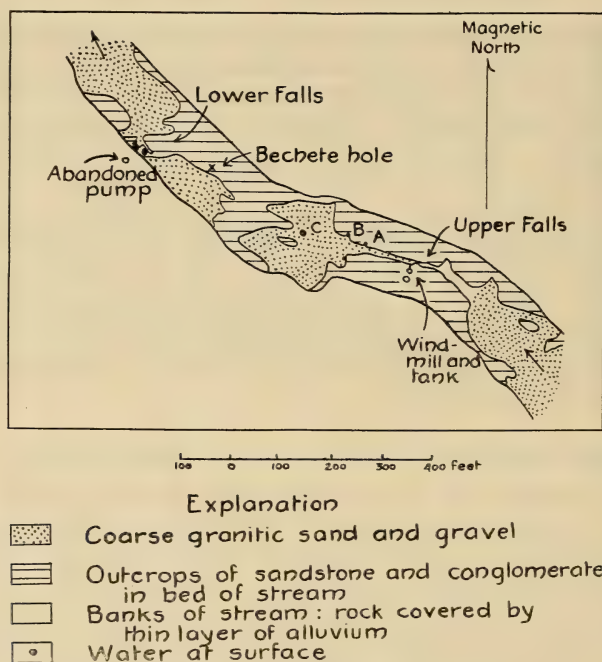 Magnetic
North
Lower Falls
Bechete hole
Abandoned
pump
C
B
A
Upper Falls
Wind-
mill and
tank
100 0 100 200 300 400 Feet
Explanation
Coarse granitic sand and gravel
Outcrops of sandstone and conglomerate
in bed of stream
Banks of stream: rock covered by
thin layer of alluvium
Water at surface